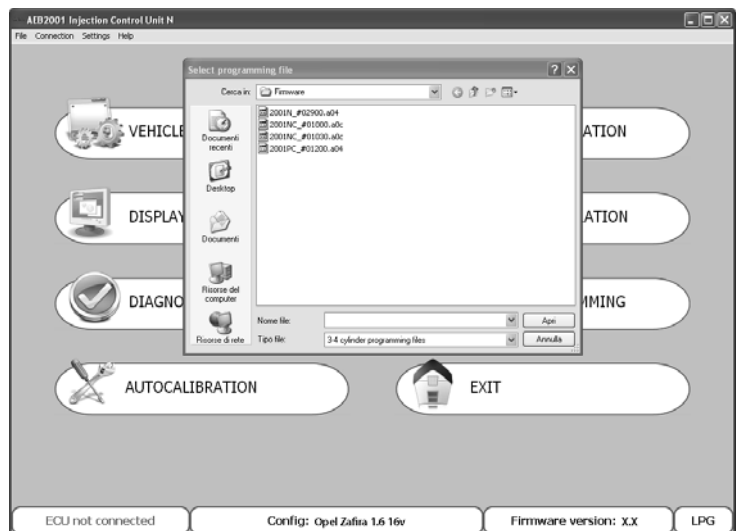 AEB2001 Injection Control Unit N
File Connection Settings Help
Select programming file
Cerca in: Firmware
2001N_#02900.a04
2001NC_#01000.a0c
2001NC_#01030.a0c
2001PC_#01200.a04
Documenti
recenti
Desktop
Documenti
Risorse del
computer
Risorse di rete
Nome file: Apri
Tipo file: 3-4 cylinder programming files Annulla
VEHICLE
ATION
DISPLAY
ATION
DIAGNO
MMING
AUTOCALIBRATION
EXIT
ECU not connected Config: Opel Zafira 1.6 16v Firmware version: X.X LPG